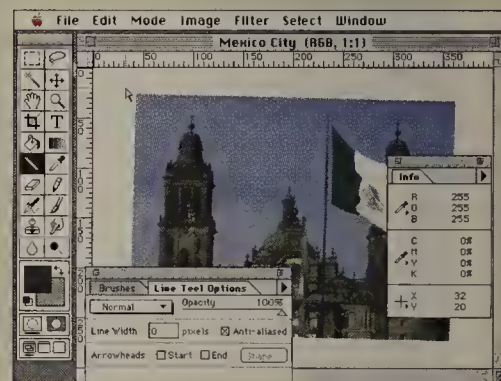 File Edit Mode Image Filter Select Window
Mexico City (RGB, 1:1)
0 50 100 150 200 250 300 350
T
Info
R 255
G 255
B 255
C 0%
M 0%
Y 0%
K 0%
X 32
Y 20
Brushes Line Tool Options
Normal Opacity 100%
Line Width 0 pixels Anti-aliased
Arrowheads Start End Shape...